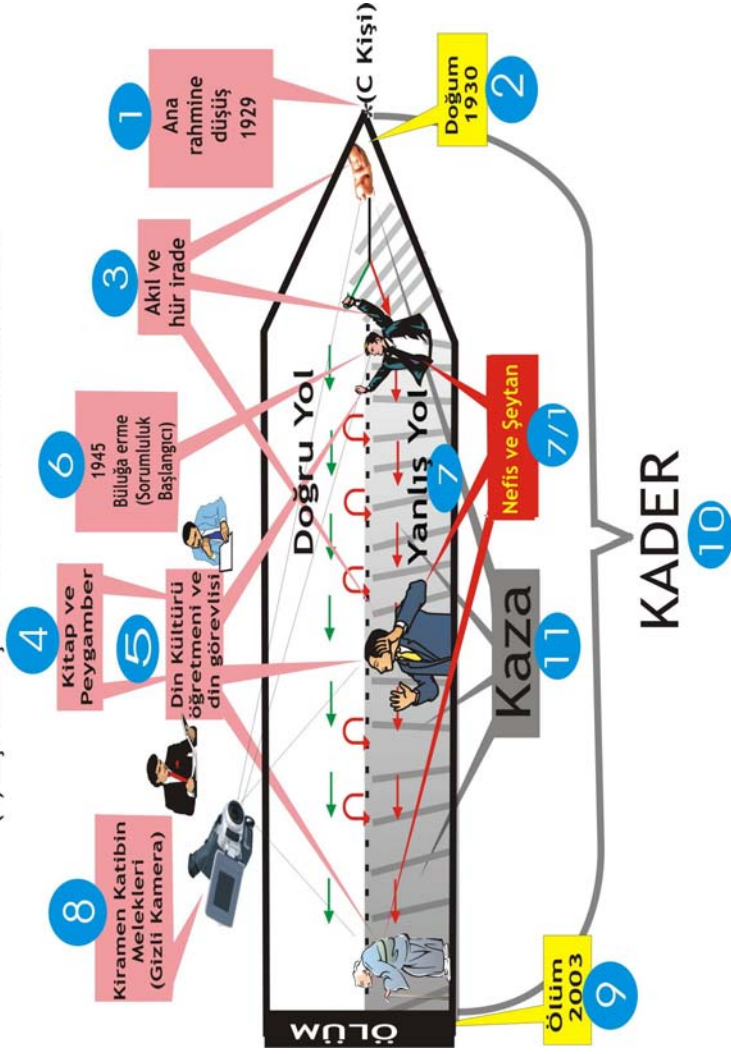 1
Ana
rahmine
düşüş
1929
(C Kişi)
Doğum
1930
2
3
Akıl ve
hür irade
6
1945
Büluğa erme
(Sorumluluk
Başlangıcı)
4
Kitap ve
Peygamber
5
Din Kültürü
öğretmeni ve
din görevlisi
8
Kiramen Katibin
Melekleri
(Gizli Kamera)
Doğru Yol
Yanlış Yol
7
Nefis ve Şeytan
7/1
Kaza
11
KADER
10
ÖLÜM
Ölüm
2003
9